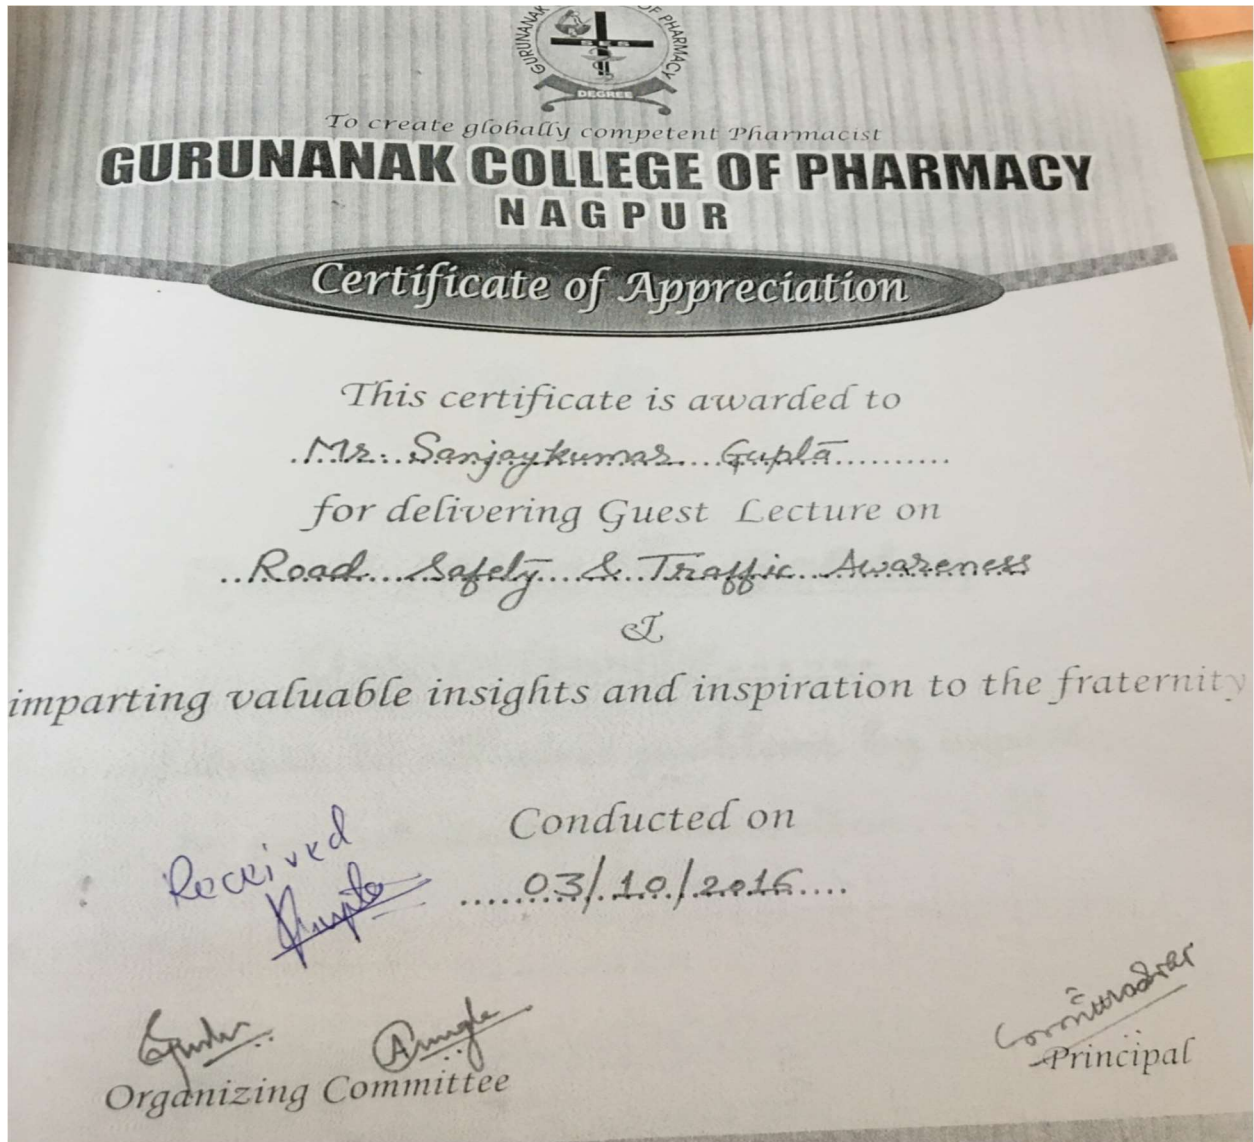 GURUNANAK OF PHARMACY
SES
DEGREE
To create globally competent Pharmacist
GURUNANAK COLLEGE OF PHARMACY
NAGPUR
Certificate of Appreciation
This certificate is awarded to
Mr. Sanjaykumar Gupta
for delivering Guest Lecture on
Road Safety & Traffic Awareness
&
imparting valuable insights and inspiration to the fraternity
Conducted on
Received
03/10/2016
Organizing Committee
Principal